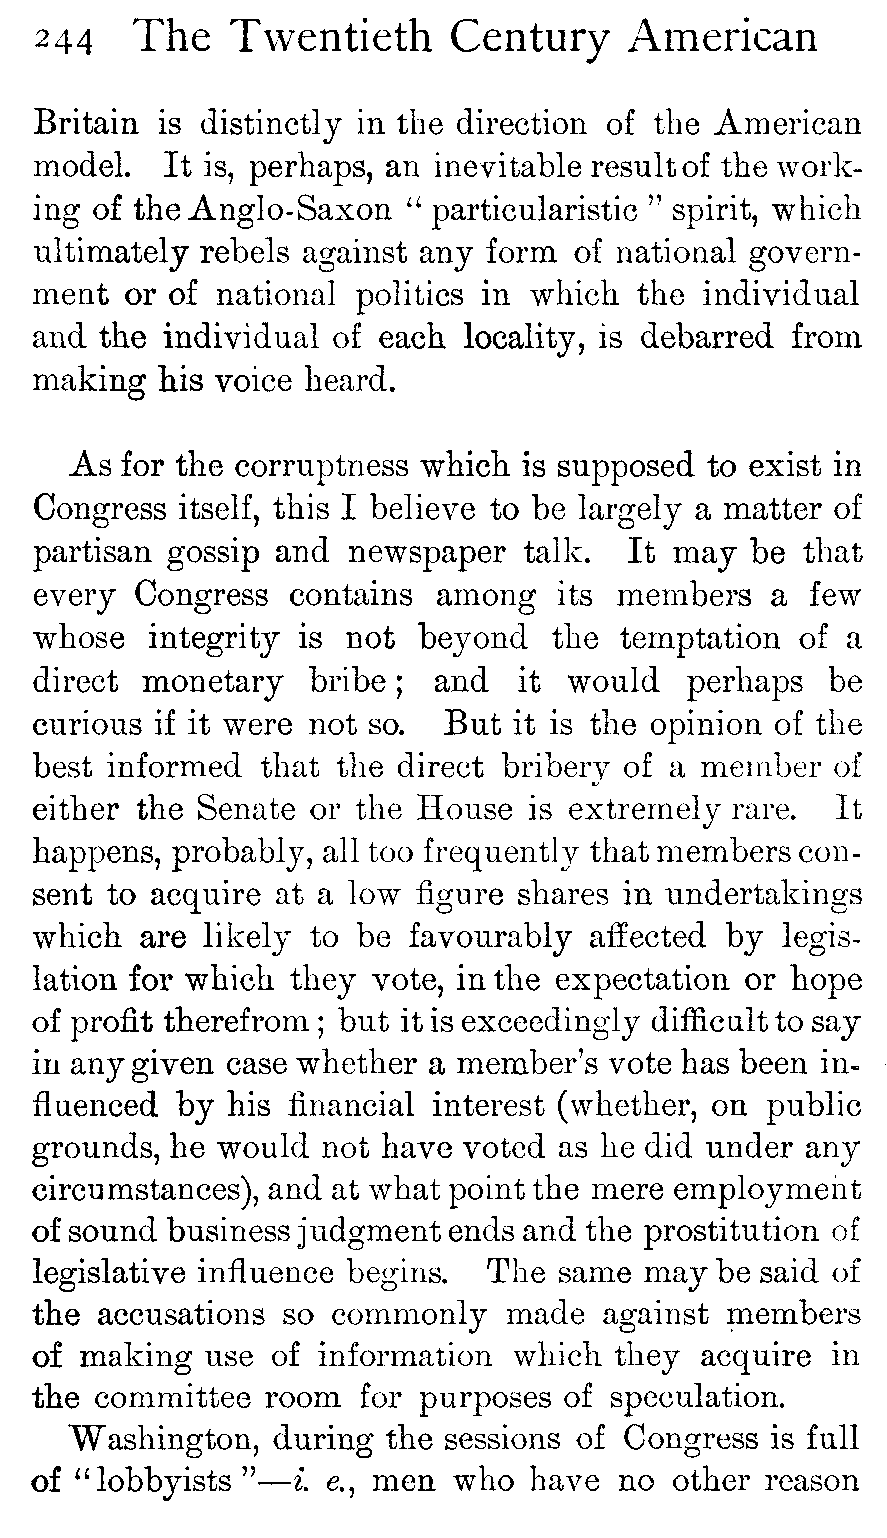 244 The Twentieth Century American
Britain is distinctly in the direction of the American
model. It is, perhaps, an inevitable result of the work-
ing of the Anglo-Saxon “ particularistic ” spirit, which
ultimately rebels against any form of national govern-
ment or of national politics in which the individual
and the individual of each locality, is debarred from
making his voice heard.
As for the corruptness which is supposed to exist in
Congress itself, this I believe to be largely a matter of
partisan gossip and newspaper talk. It may be that
every Congress contains among its members a few
whose integrity is not beyond the temptation of a
direct monetary bribe ; and it would perhaps be
curious if it were not so. But it is the opinion of the
best informed that the direct bribery of a member of
either the Senate or the House is extremely rare. It
happens, probably, all too frequently that members con-
sent to acquire at a low figure shares in undertakings
which are likely to be favourably affected by legis-
lation for which they vote, in the expectation or hope
of profit therefrom ; but it is exceedingly difficult to say
in any given case whether a member’s vote has been in-
fluenced by his financial interest (whether, on public
grounds, he would not have voted as he did under any
circumstances), and at what point the mere employment
of sound business judgment ends and the prostitution of
legislative influence begins. The same may be said of
the accusations so commonly made against members
of making use of information which they acquire in
the committee room for purposes of speculation.
Washington, during the sessions of Congress is full
of “lobbyists ”—i. e., men who have no other reason